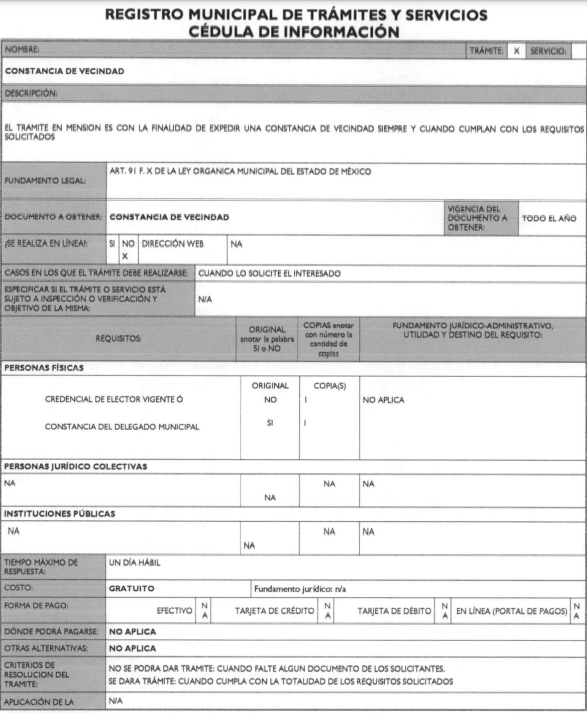 REGISTRO MUNICIPAL DE TRÁMITES Y SERVICIOS
CÉDULA DE INFORMACIÓN
NOMBRE: TRÁMITE: X SERVICIO:
CONSTANCIA DE VECINDAD
DESCRIPCIÓN:
EL TRAMITE EN MENSION ES CON LA FINALIDAD DE EXPEDIR UNA CONSTANCIA DE VECINDAD SIEMPRE Y CUANDO CUMPLAN CON LOS REQUISITOS
SOLICITADOS
FUNDAMENTO LEGAL: ART. 91 F. X DE LA LEY ORGANICA MUNICIPAL DEL ESTADO DE MÉXICO
DOCUMENTO A OBTENER: CONSTANCIA DE VECINDAD
VIGENCIA DEL
DOCUMENTO A
OBTENER:
TODO EL AÑO
¿SE REALIZA EN LÍNEA?: SI NO DIRECCIÓN WEB NA
X
CASOS EN LOS QUE EL TRÁMITE DEBE REALIZARSE: CUANDO LO SOLICITE EL INTERESADO
ESPECIFICAR SI EL TRÁMITE O SERVICIO ESTÁ
SUJETO A INSPECCIÓN O VERIFICACIÓN Y
OBJETIVO DE LA MISMA:
N/A
REQUISITOS:
ORIGINAL
anotar la palabra
SI o NO
COPIAS anotar
con número la
cantidad de
copias
FUNDAMENTO JURÍDICO-ADMINISTRATIVO,
UTILIDAD Y DESTINO DEL REQUISITO:
PERSONAS FÍSICAS
ORIGINAL COPIA(S)
CREDENCIAL DE ELECTOR VIGENTE Ó NO 1 NO APLICA
CONSTANCIA DEL DELEGADO MUNICIPAL SI 1
PERSONAS JURÍDICO COLECTIVAS
NA NA NA NA
INSTITUCIONES PÚBLICAS
NA NA NA NA
TIEMPO MÁXIMO DE
RESPUESTA:
UN DÍA HÁBIL
COSTO: GRATUITO Fundamento jurídico: n/a
FORMA DE PAGO: EFECTIVO NA TARJETA DE CRÉDITO NA TARJETA DE DÉBITO NA EN LÍNEA (PORTAL DE PAGOS) NA
DÓNDE PODRÁ PAGARSE: NO APLICA
OTRAS ALTERNATIVAS: NO APLICA
CRITERIOS DE
RESOLUCION DEL
TRAMITE:
NO SE PODRA DAR TRAMITE: CUANDO FALTE ALGUN DOCUMENTO DE LOS SOLICITANTES.
SE DARA TRÁMITE: CUANDO CUMPLA CON LA TOTALIDAD DE LOS REQUISITOS SOLICITADOS
APLICACIÓN DE LA N/A